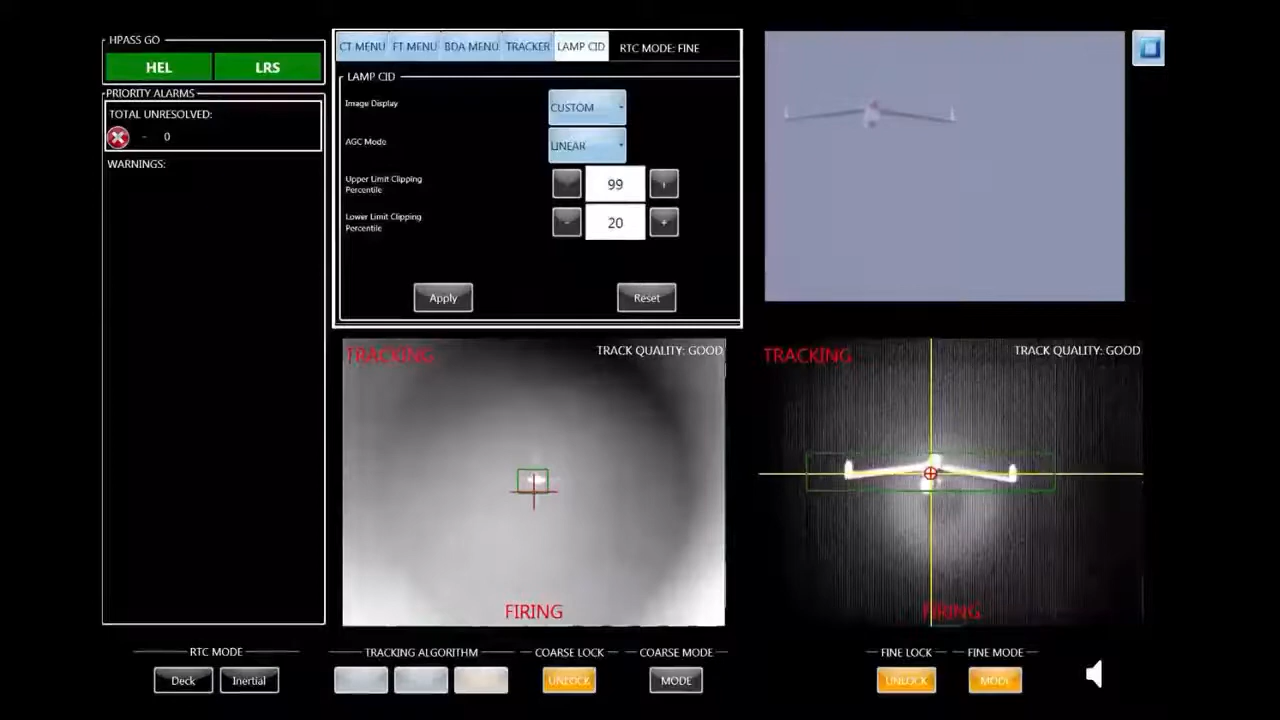 HPASS GO
HEL LRS
PRIORITY ALARMS
TOTAL UNRESOLVED:
- 0
WARNINGS:
CT MENU FT MENU BDA MENU TRACKER LAMP CID RTC MODE: FINE
LAMP CID
Image Display CUSTOM
AGC Mode LINEAR
Upper Limit Clipping
Percentile
99
Lower Limit Clipping
Percentile
- 20 +
Apply Reset
TRACKING TRACK QUALITY: GOOD
FIRING
TRACKING TRACK QUALITY: GOOD
FIRING
RTC MODE
Deck Inertial
TRACKING ALGORITHM
COARSE LOCK
UNLOCK
COARSE MODE
MODE
FINE LOCK
UNLOCK
FINE MODE
MODE